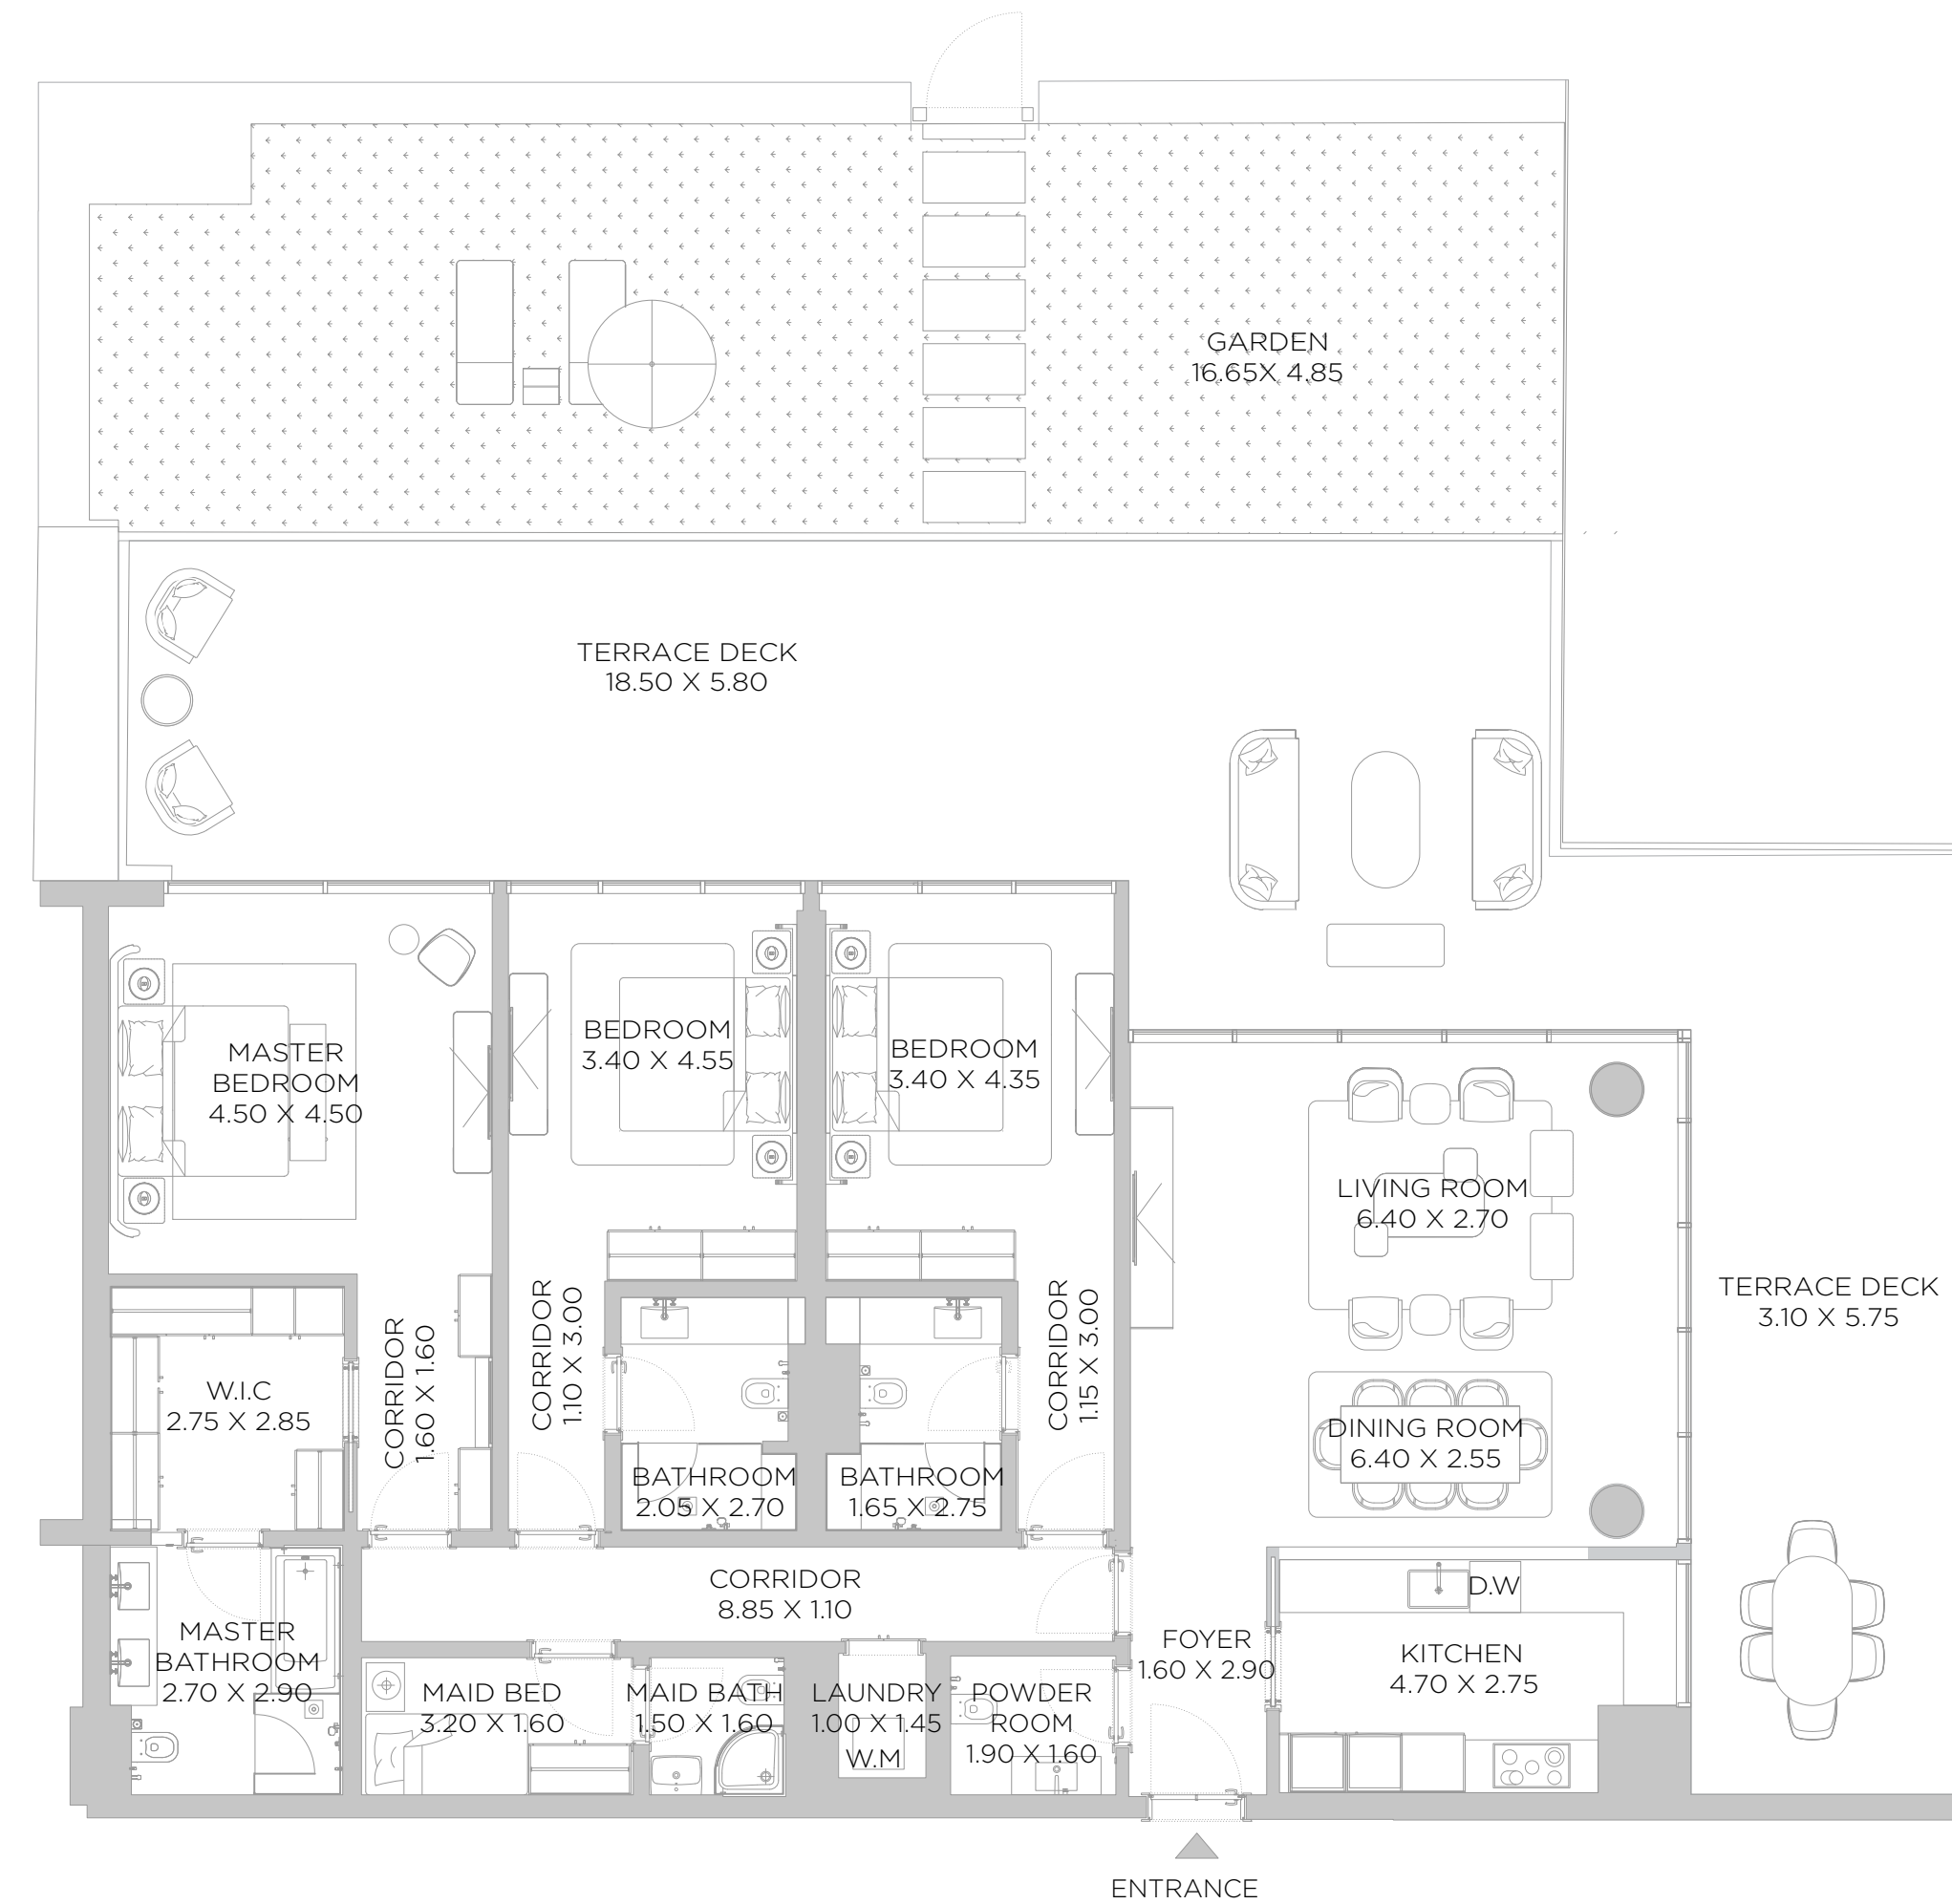 GARDEN
16.65X 4.85
TERRACE DECK
18.50 X 5.80
MASTER
BEDROOM
4.50 X 4.50
BEDROOM
3.40 X 4.55
BEDROOM
3.40 X 4.35
LIVING ROOM
6.40 X 2.70
TERRACE DECK
3.10 X 5.75
W.I.C
2.75 X 2.85
CORRIDOR
1.60 X 1.60
CORRIDOR
1.10 X 3.00
CORRIDOR
1.15 X 3.00
DINING ROOM
6.40 X 2.55
BATHROOM
2.05 X 2.70
BATHROOM
1.65 X 2.75
CORRIDOR
8.85 X 1.10
D.W
MASTER
BATHROOM
2.70 X 2.90
FOYER
1.60 X 2.90
KITCHEN
4.70 X 2.75
MAID BED
3.20 X 1.60
MAID BATH
1.50 X 1.60
LAUNDRY
1.00 X 1.45
W.M
POWDER
ROOM
1.90 X 1.60
ENTRANCE